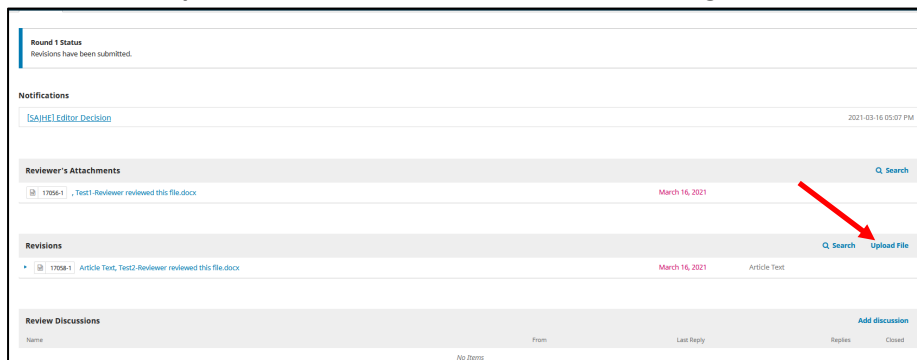 Round 1 Status
Revisions have been submitted.
Notifications
[SAJHE] Editor Decision 2021-03-16 05:07 PM
Reviewer's Attachments Search
17056-1 , Test1-Reviewer reviewed this file.docx March 16, 2021
Revisions Search Upload File
17058-1 Article Text, Test2-Reviewer reviewed this file.docx March 16, 2021 Article Text
Review Discussions Add discussion
Name From Last Reply Replies Closed
No Items